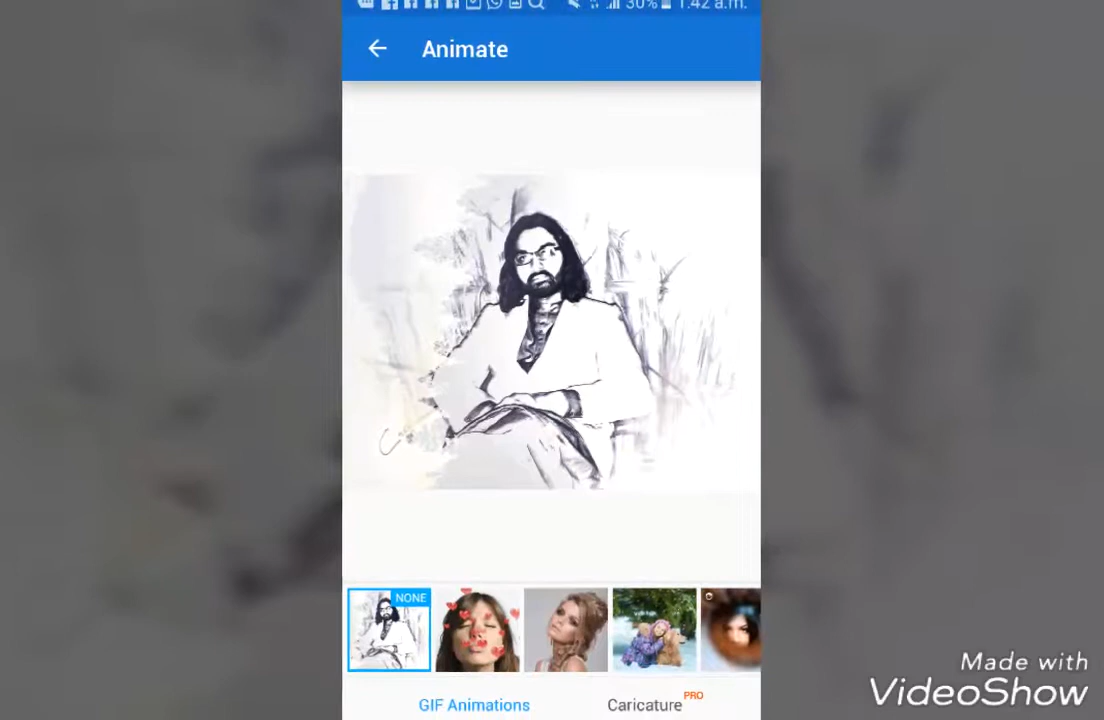 30% 1:42 a.m.
Animate
NONE
GIF Animations
Caricature PRO
Made with
VideoShow